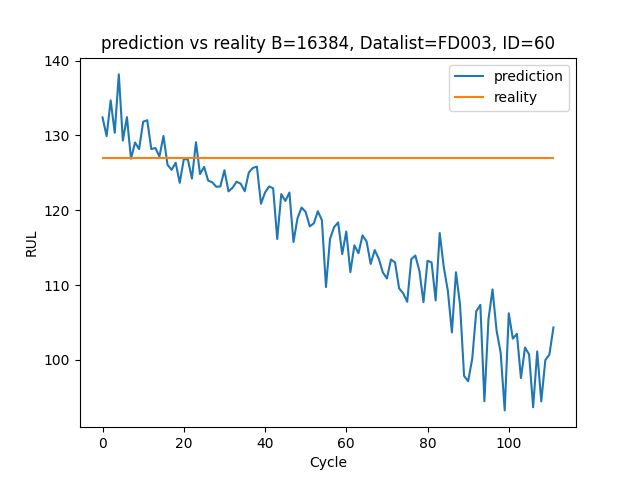 prediction vs reality B=16384, Datalist=FD003, ID=60
prediction
reality
RUL
140
130
120
110
100
0 20 40 60 80 100
Cycle